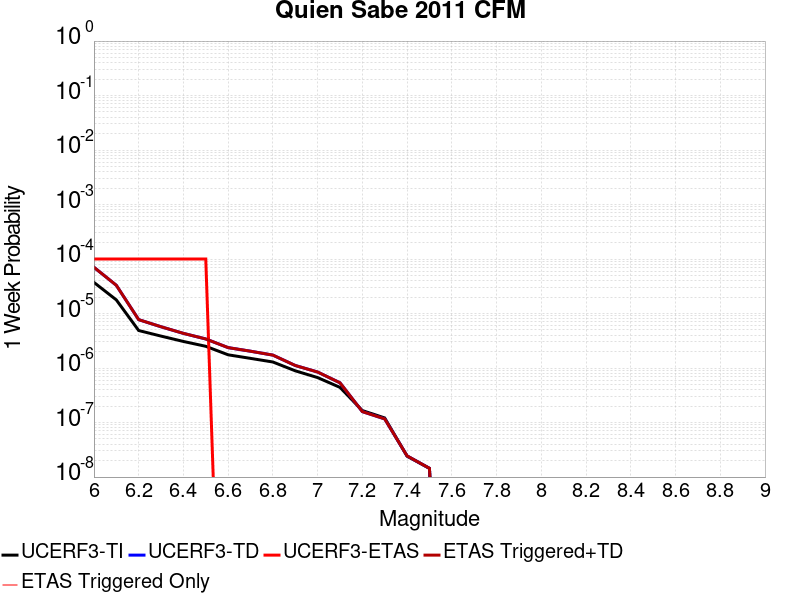 Quien Sabe 2011 CFM
10^0
10^-1
10^-2
10^-3
10^-4
10^-5
10^-6
10^-7
10^-8
1 Week Probability
6 6.2 6.4 6.6 6.8 7 7.2 7.4 7.6 7.8 8 8.2 8.4 8.6 8.8 9
Magnitude
UCERF3-TI UCERF3-TD UCERF3-ETAS ETAS Triggered+TD
ETAS Triggered Only